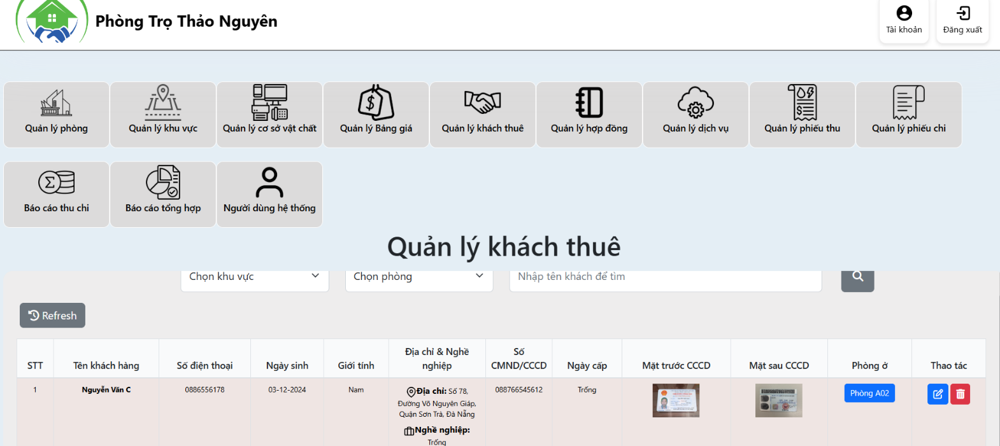 Phòng Trọ Thảo Nguyên
Tài khoản
Đăng xuất
Quản lý phòng
Quản lý khu vực
Quản lý cơ sở vật chất
Quản lý Bảng giá
Quản lý khách thuê
Quản lý hợp đồng
Quản lý dịch vụ
Quản lý phiếu thu
Quản lý phiếu chi
Báo cáo thu chi
Báo cáo tổng hợp
Người dùng hệ thống
Quản lý khách thuê
Chọn khu vực
Chọn phòng
Nhập tên khách để tìm
Refresh
STT
Tên khách hàng
Số điện thoại
Ngày sinh
Giới tính
Địa chỉ & Nghề
nghiệp
Số
CMND/CCCD
Ngày cấp
Mặt trước CCCD
Mặt sau CCCD
Phòng ở
Thao tác
1
Nguyễn Văn C
0886556178
03-12-2024
Nam
Địa chỉ: Số 78,
Đường Võ Nguyên Giáp,
Quận Sơn Trà, Đà Nẵng
Nghề nghiệp:
Trống
088766545612
Trống
Phòng A02